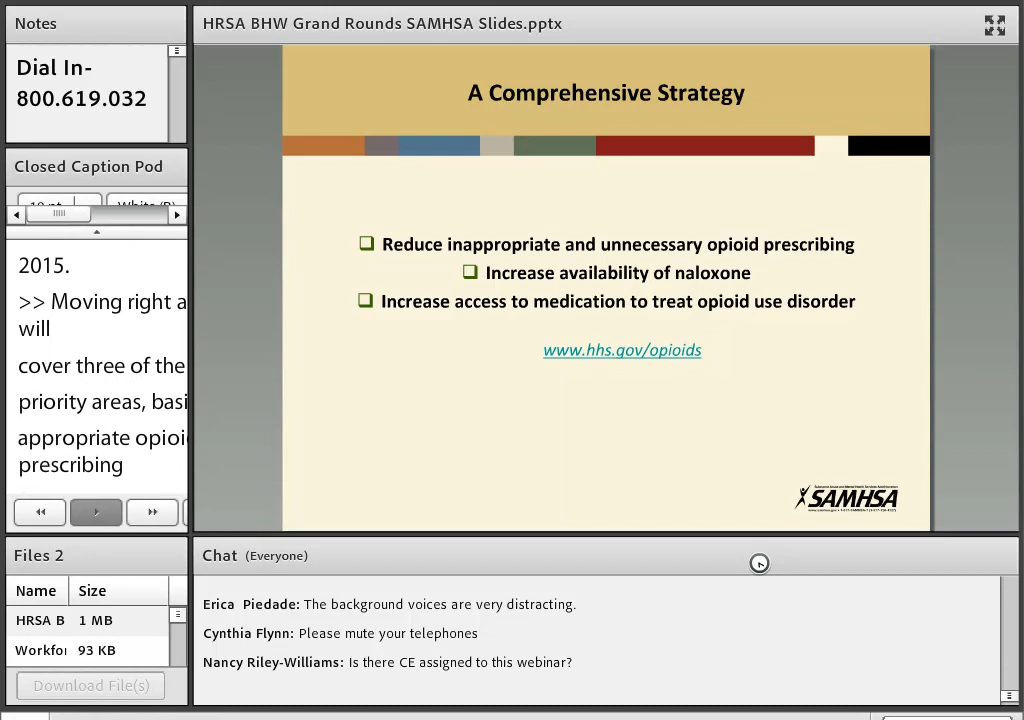 Notes
HRSA BHW Grand Rounds SAMHSA Slides.pptx
Dial In-
800.619.032
A Comprehensive Strategy
Closed Caption Pod
2015.
>> Moving right a
will
cover three of the
priority areas, basi
appropriate opioi
prescribing
Reduce inappropriate and unnecessary opioid prescribing
Increase availability of naloxone
Increase access to medication to treat opioid use disorder
www.hhs.gov/opioids
SAMHSA
Files 2
Name Size
HRSA B 1 MB
Workfo 93 KB
Download File(s)
Chat (Everyone)
Erica Piedade: The background voices are very distracting.
Cynthia Flynn: Please mute your telephones
Nancy Riley-Williams: Is there CE assigned to this webinar?